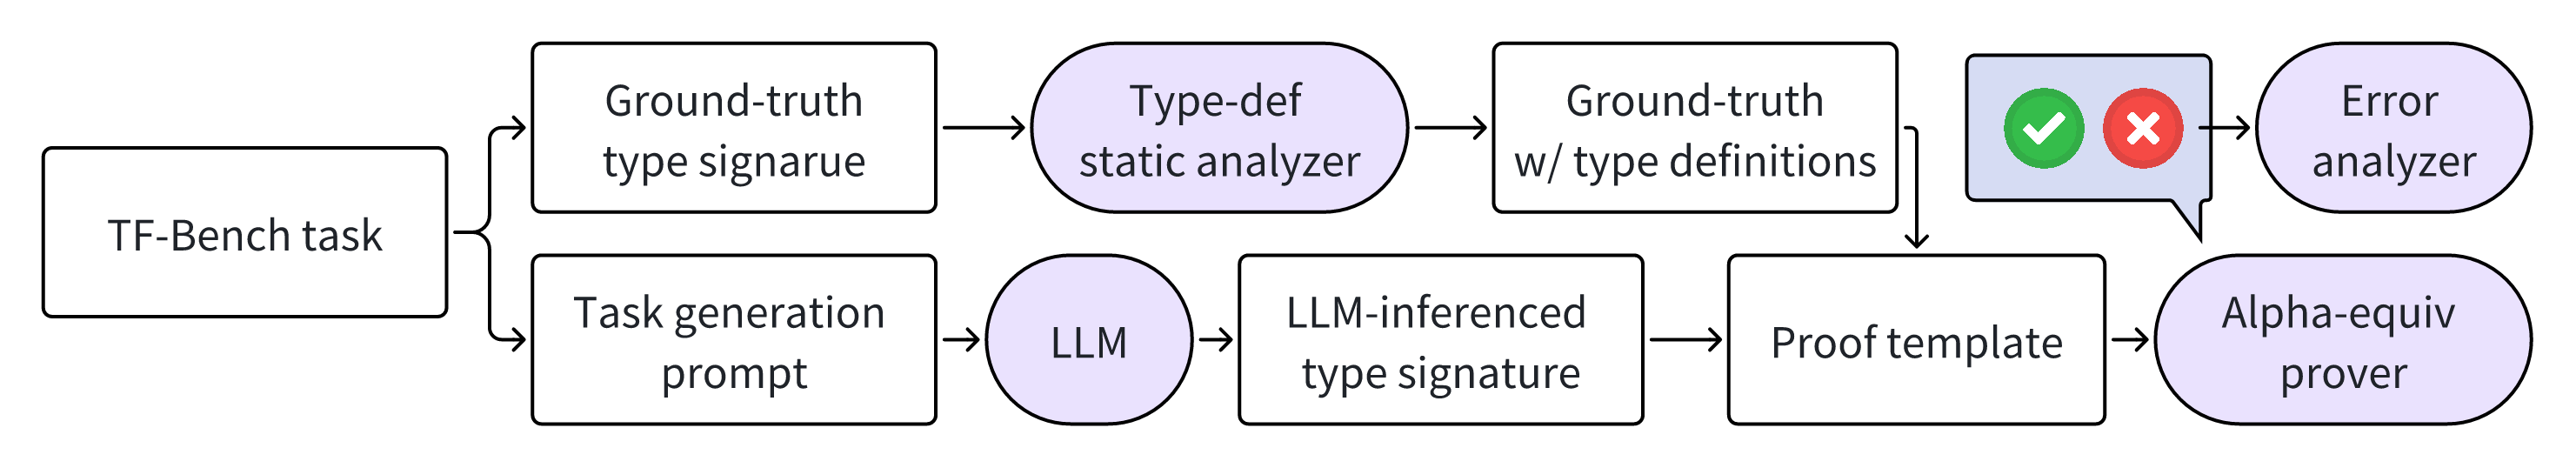 TF-Bench task
Ground-truth
type signarue
Type-def
static analyzer
Ground-truth
w/ type definitions
Error
analyzer
Task generation
prompt
LLM
LLM-inferenced
type signature
Proof template
Alpha-equiv
prover